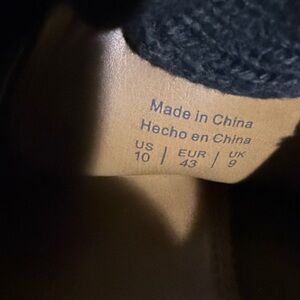 Made in China
Hecho en China
US / EUR / UK
10 / 43 / 9